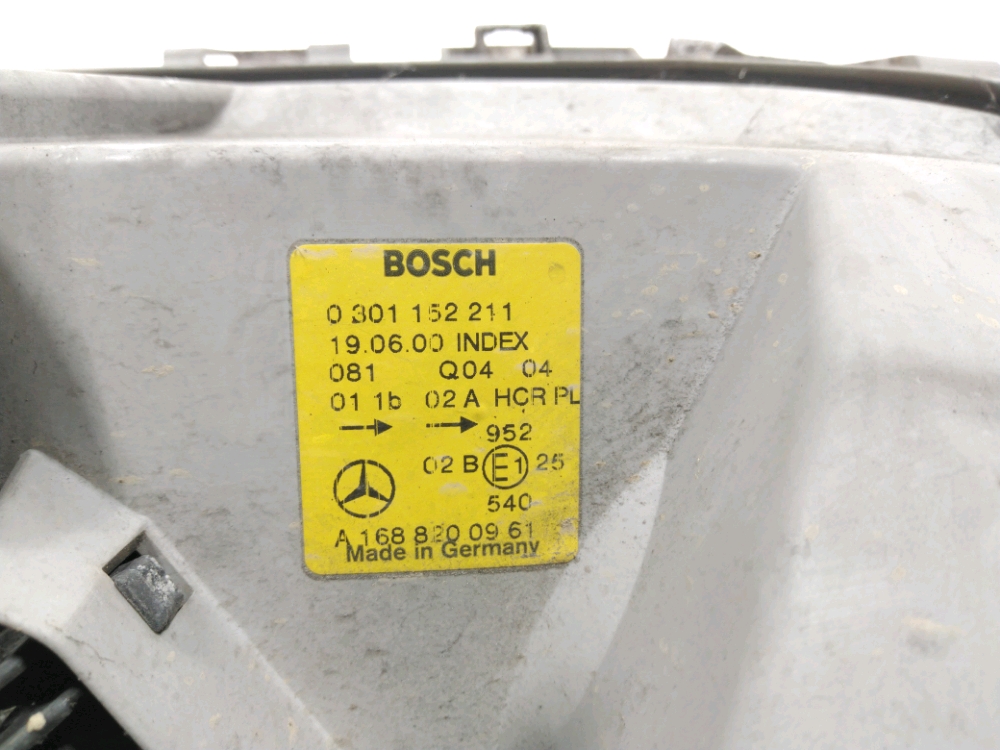 BOSCH
0 301 152 211
19.06.00 INDEX
081 Q04 04
01 1b 02 A HCR PL
952
02 B E1 25
540
A 168 820 09 61
Made in Germany